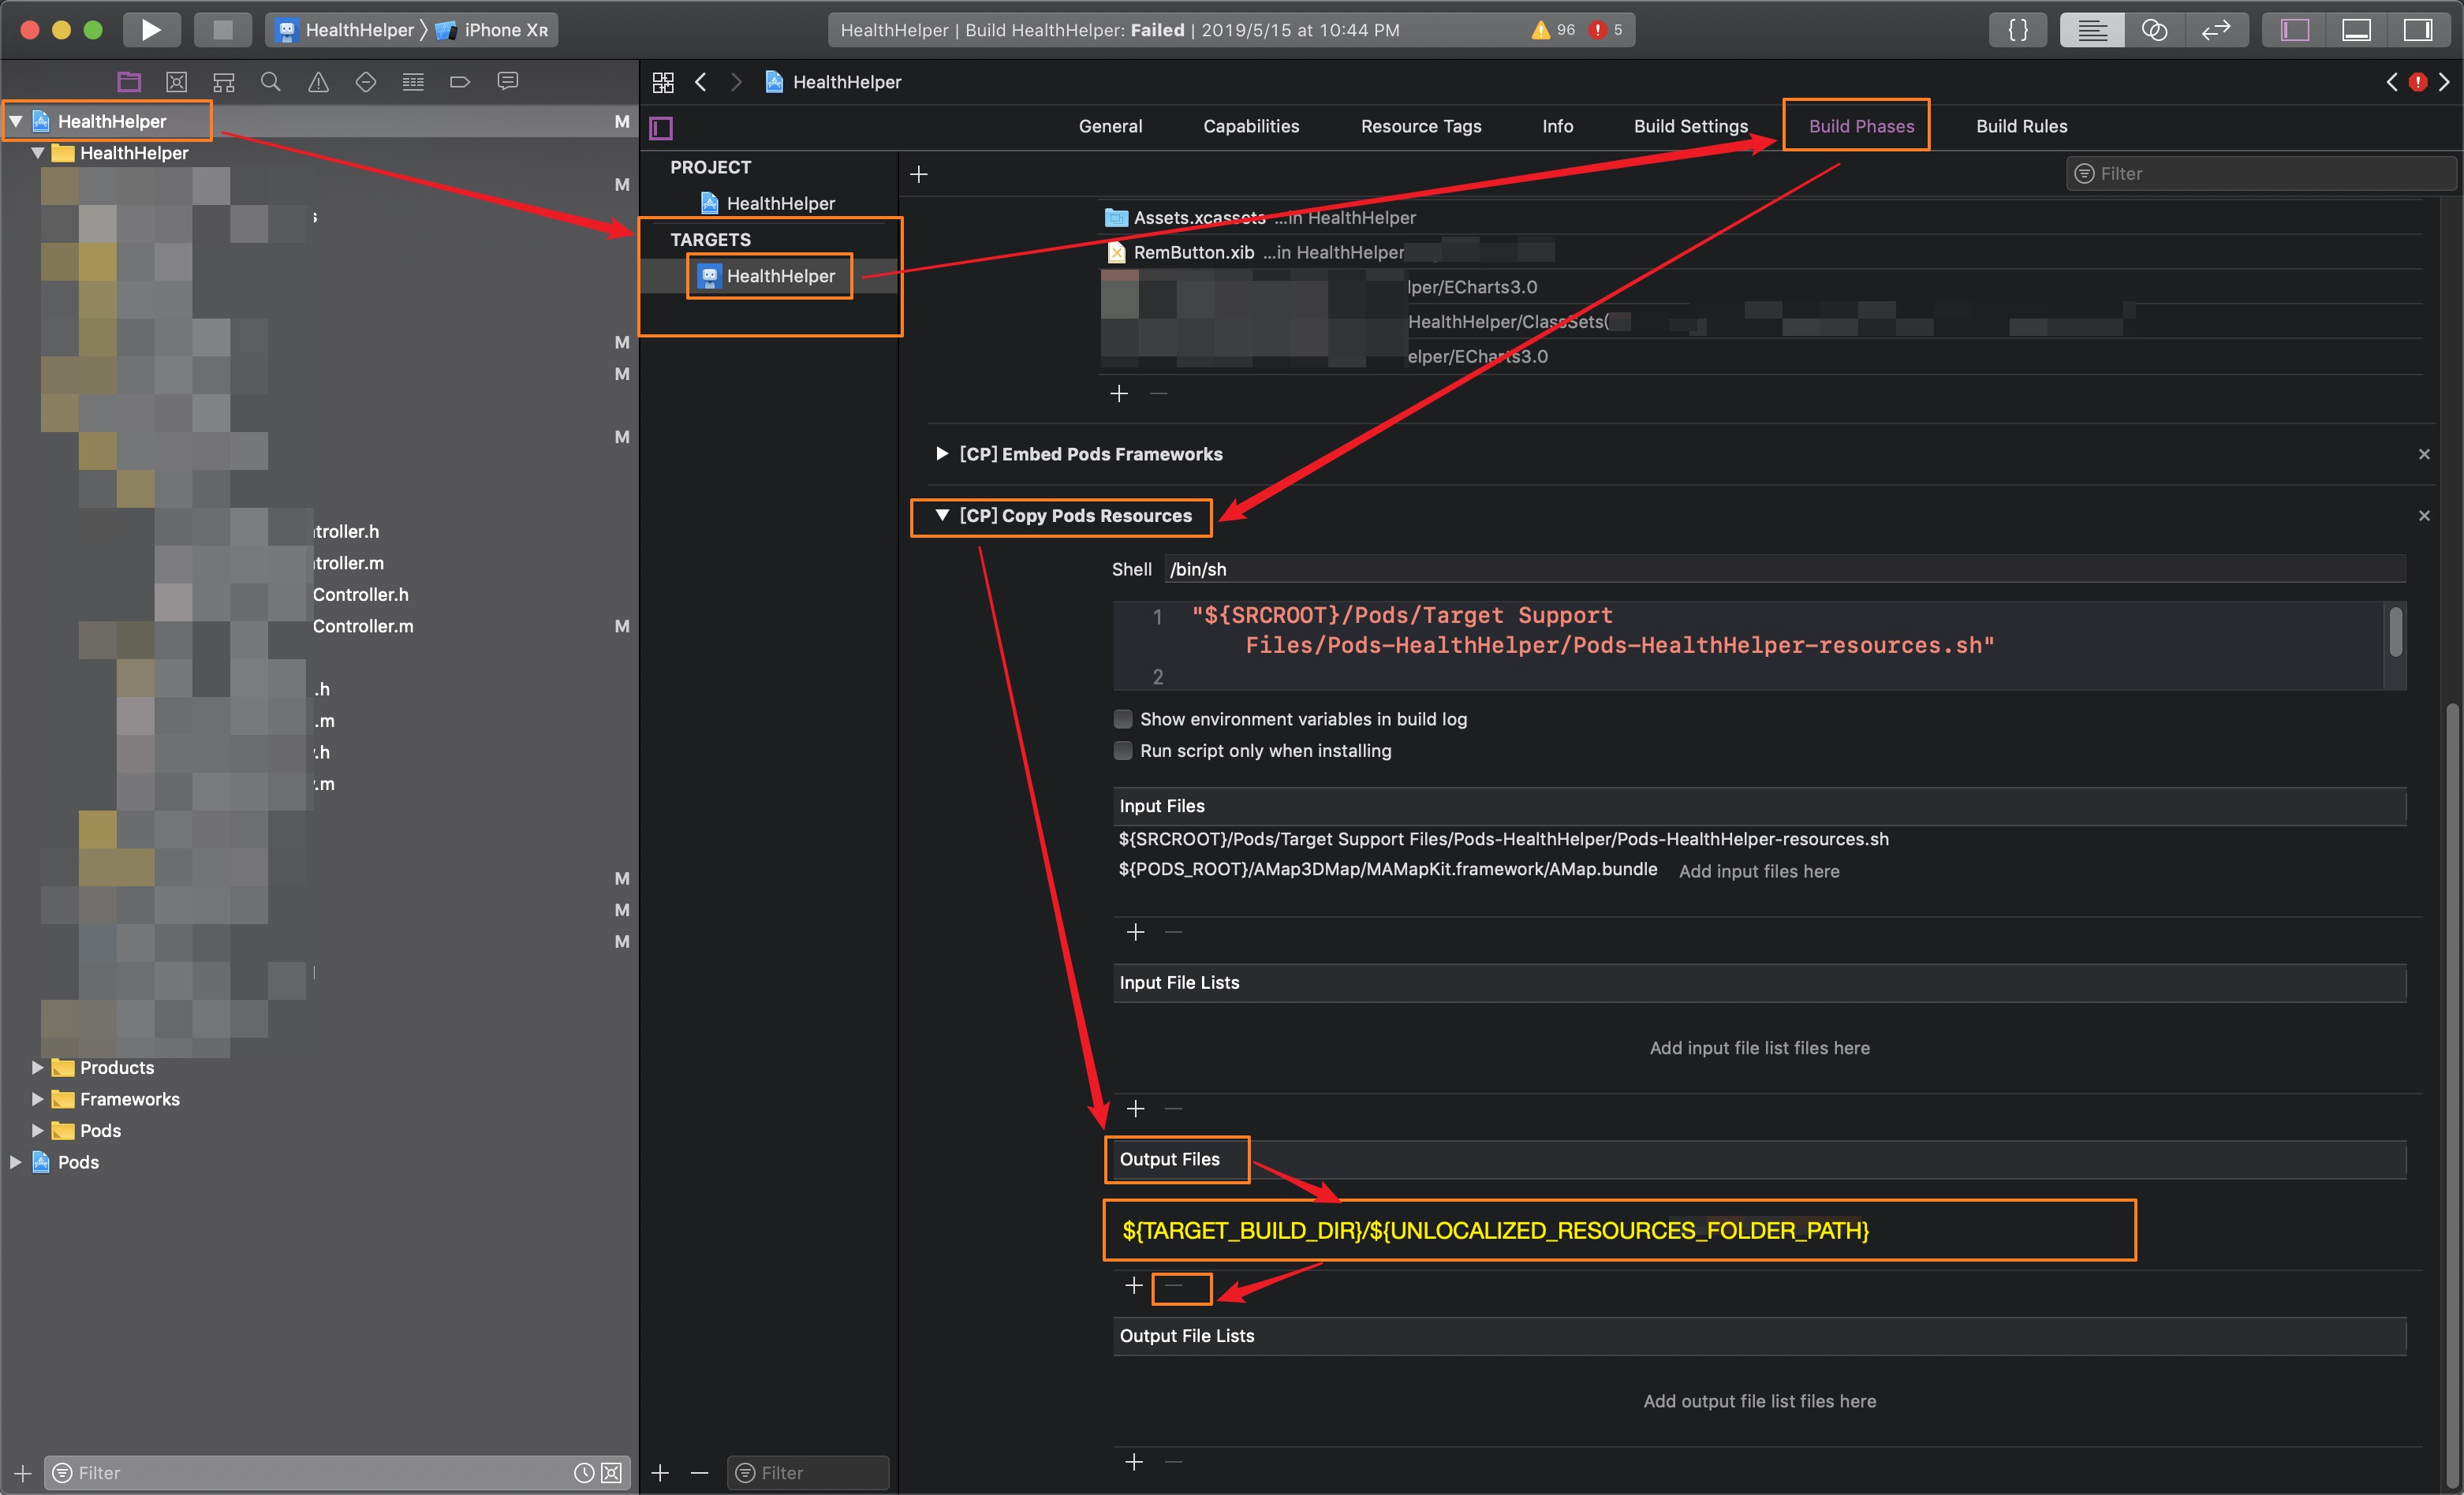 HealthHelper 〉 iPhone XR
HealthHelper | Build HealthHelper: Failed | 2019/5/15 at 10:44 PM
96
5
{}
HealthHelper
HealthHelper M
General Capabilities Resource Tags Info Build Settings Build Phases Build Rules
HealthHelper
M
s
M
M
M
troller.h
troller.m
Controller.h
Controller.m M
.h
.m
.h
.m
M
M
M
Products
Frameworks
Pods
Pods
Filter
PROJECT
HealthHelper
TARGETS
HealthHelper
Filter
Filter
Assets.xcassets ...in HealthHelper
RemButton.xib ...in HealthHelper
lper/ECharts3.0
HealthHelper/ClassSets(
elper/ECharts3.0
[CP] Embed Pods Frameworks
[CP] Copy Pods Resources
Shell /bin/sh
1 "${SRCROOT}/Pods/Target Support
Files/Pods-HealthHelper/Pods-HealthHelper-resources.sh"
2
Show environment variables in build log
Run script only when installing
Input Files
${SRCROOT}/Pods/Target Support Files/Pods-HealthHelper/Pods-HealthHelper-resources.sh
${PODS_ROOT}/AMap3DMap/MAMapKit.framework/AMap.bundle Add input files here
Input File Lists
Add input file list files here
Output Files
${TARGET_BUILD_DIR}/${UNLOCALIZED_RESOURCES_FOLDER_PATH}
Output File Lists
Add output file list files here